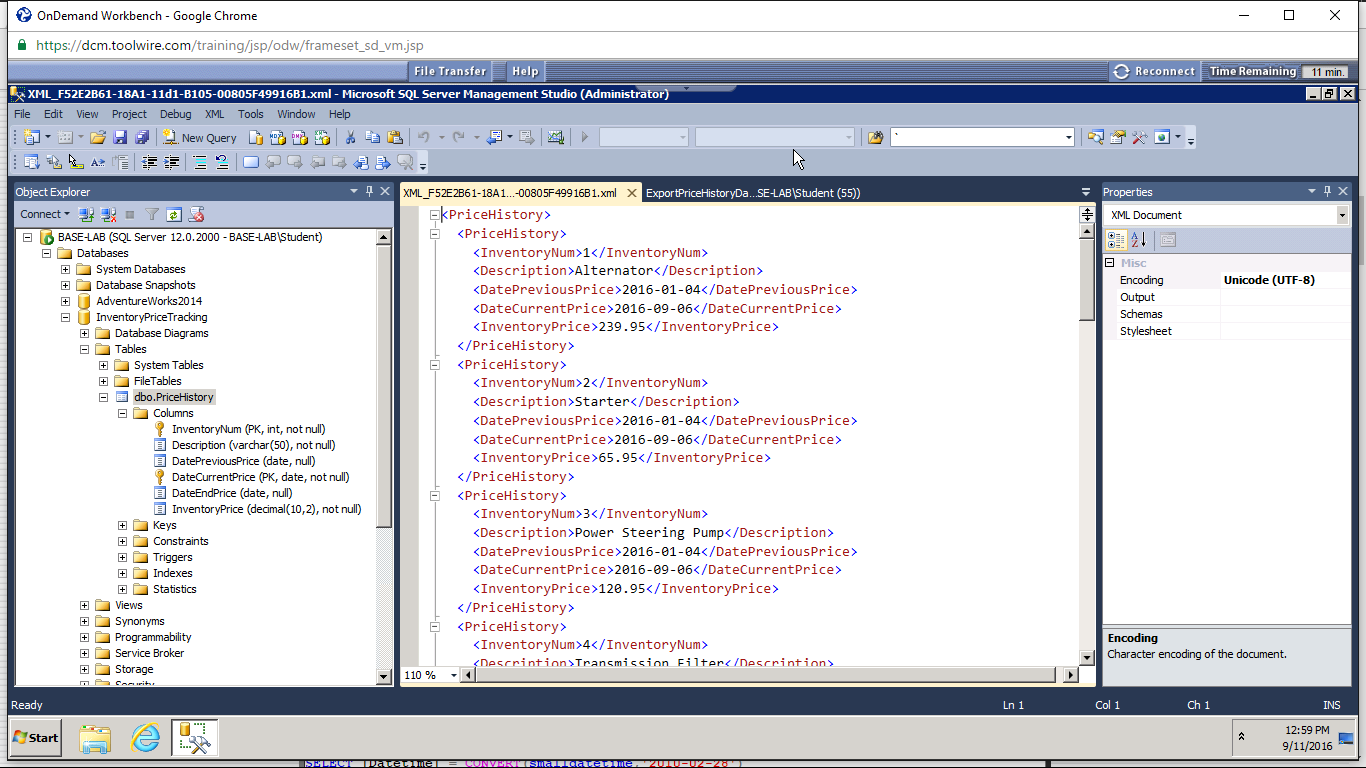 OnDemand Workbench - Google Chrome
https://dcm.toolwire.com/training/jsp/odw/frameset_sd_vm.jsp
File Transfer Help Reconnect Time Remaining 11 min.
XML_F52E2B61-18A1-11d1-B105-00805F49916B1.xml - Microsoft SQL Server Management Studio (Administrator)
File Edit View Project Debug XML Tools Window Help
New Query
Object Explorer
Connect
BASE-LAB (SQL Server 12.0.2000 - BASE-LAB\Student)
Databases
System Databases
Database Snapshots
AdventureWorks2014
InventoryPriceTracking
Database Diagrams
Tables
System Tables
FileTables
dbo.PriceHistory
Columns
InventoryNum (PK, int, not null)
Description (varchar(50), not null)
DatePreviousPrice (date, null)
DateCurrentPrice (PK, date, not null)
DateEndPrice (date, null)
InventoryPrice (decimal(10,2), not null)
Keys
Constraints
Triggers
Indexes
Statistics
Views
Synonyms
Programmability
Service Broker
Storage
Security
XML_F52E2B61-18A1...-00805F49916B1.xml ExportPriceHistoryDa...SE-LAB\Student (55))
<PriceHistory>
<PriceHistory>
<InventoryNum>1</InventoryNum>
<Description>Alternator</Description>
<DatePreviousPrice>2016-01-04</DatePreviousPrice>
<DateCurrentPrice>2016-09-06</DateCurrentPrice>
<InventoryPrice>239.95</InventoryPrice>
</PriceHistory>
<PriceHistory>
<InventoryNum>2</InventoryNum>
<Description>Starter</Description>
<DatePreviousPrice>2016-01-04</DatePreviousPrice>
<DateCurrentPrice>2016-09-06</DateCurrentPrice>
<InventoryPrice>65.95</InventoryPrice>
</PriceHistory>
<PriceHistory>
<InventoryNum>3</InventoryNum>
<Description>Power Steering Pump</Description>
<DatePreviousPrice>2016-01-04</DatePreviousPrice>
<DateCurrentPrice>2016-09-06</DateCurrentPrice>
<InventoryPrice>120.95</InventoryPrice>
</PriceHistory>
<PriceHistory>
<InventoryNum>4</InventoryNum>
<Description>Transmission Filter</Description>
110 %
Properties
XML Document
Misc
Encoding Unicode (UTF-8)
Output
Schemas
Stylesheet
Encoding
Character encoding of the document.
Ready Ln 1 Col 1 Ch 1 INS
Start 12:59 PM
9/11/2016
SELECT [Datetime] = CONVERT(smalldatetime,'2010-02-28')